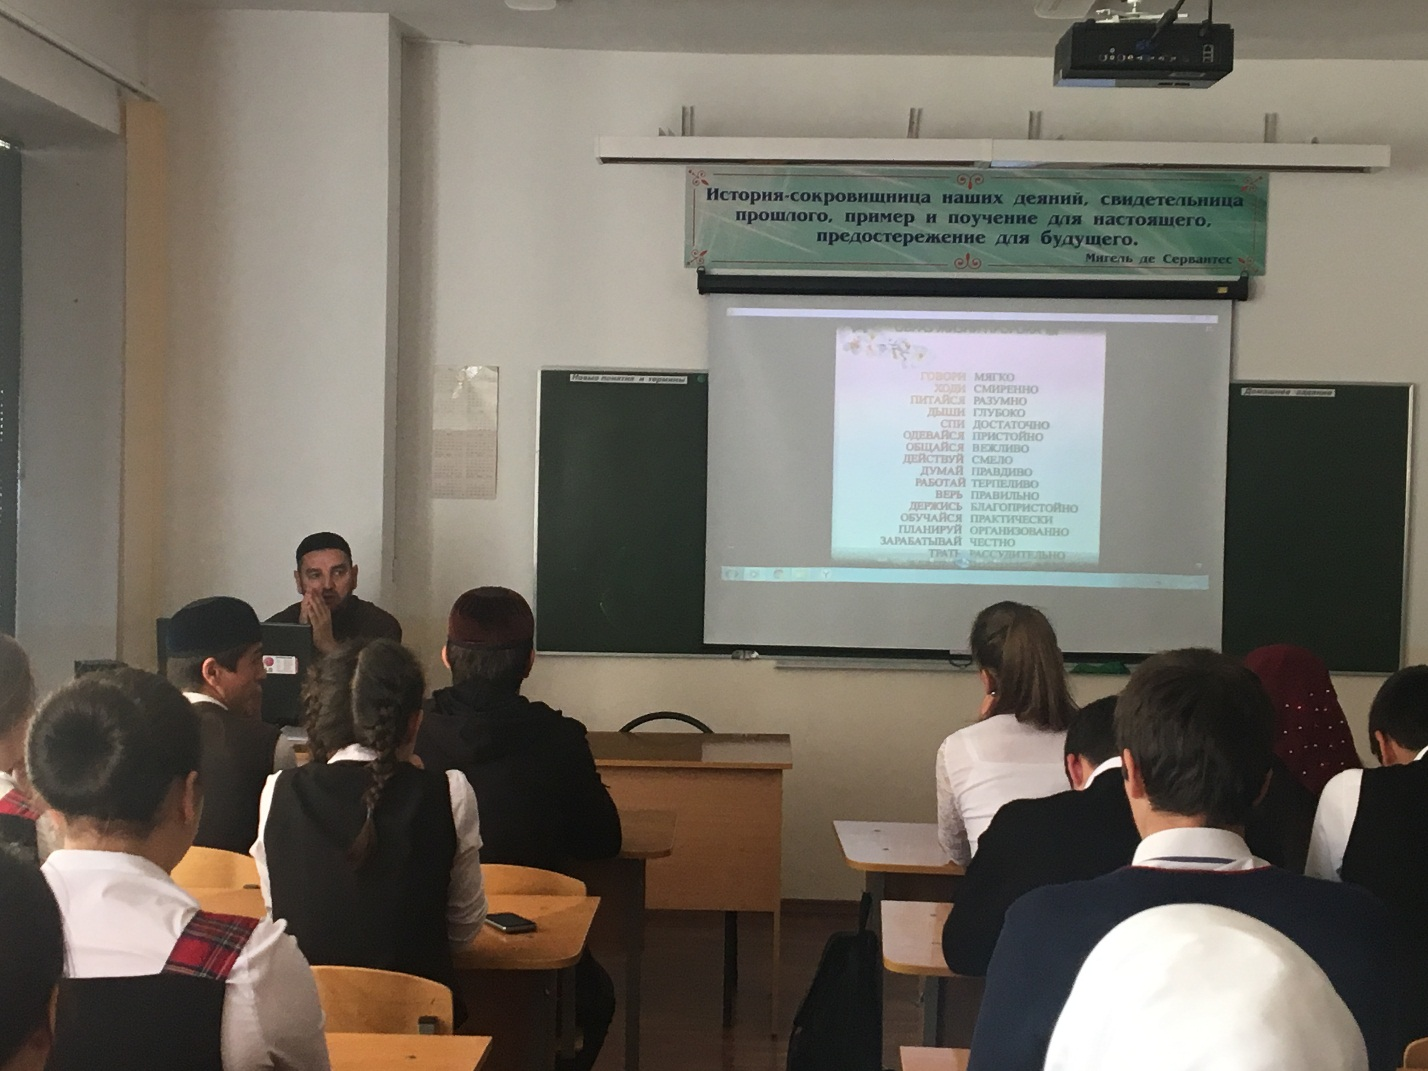 История-сокровищница наших деяний, свидетельница
прошлого, пример и поучение для настоящего,
предостережение для будущего.
Мигель де Сервантес
Новые понятия и термины
Домашнее задание
ГОВОРИ МЯГКО
ХОДИ СМИРЕННО
ПИТАЙСЯ РАЗУМНО
ДЫШИ ГЛУБОКО
СПИ ДОСТАТОЧНО
ОДЕВАЙСЯ ПРИСТОЙНО
ОБЩАЙСЯ ВЕЖЛИВО
ДЕЙСТВУЙ СМЕЛО
ДУМАЙ ПРАВДИВО
РАБОТАЙ ТЕРПЕЛИВО
ВЕРЬ ПРАВИЛЬНО
ДЕРЖИСЬ БЛАГОПРИСТОЙНО
ОБУЧАЙСЯ ПРАКТИЧЕСКИ
ПЛАНИРУЙ ОРГАНИЗОВАННО
ЗАРАБАТЫВАЙ ЧЕСТНО
ТРАТЬ РАССУДИТЕЛЬНО